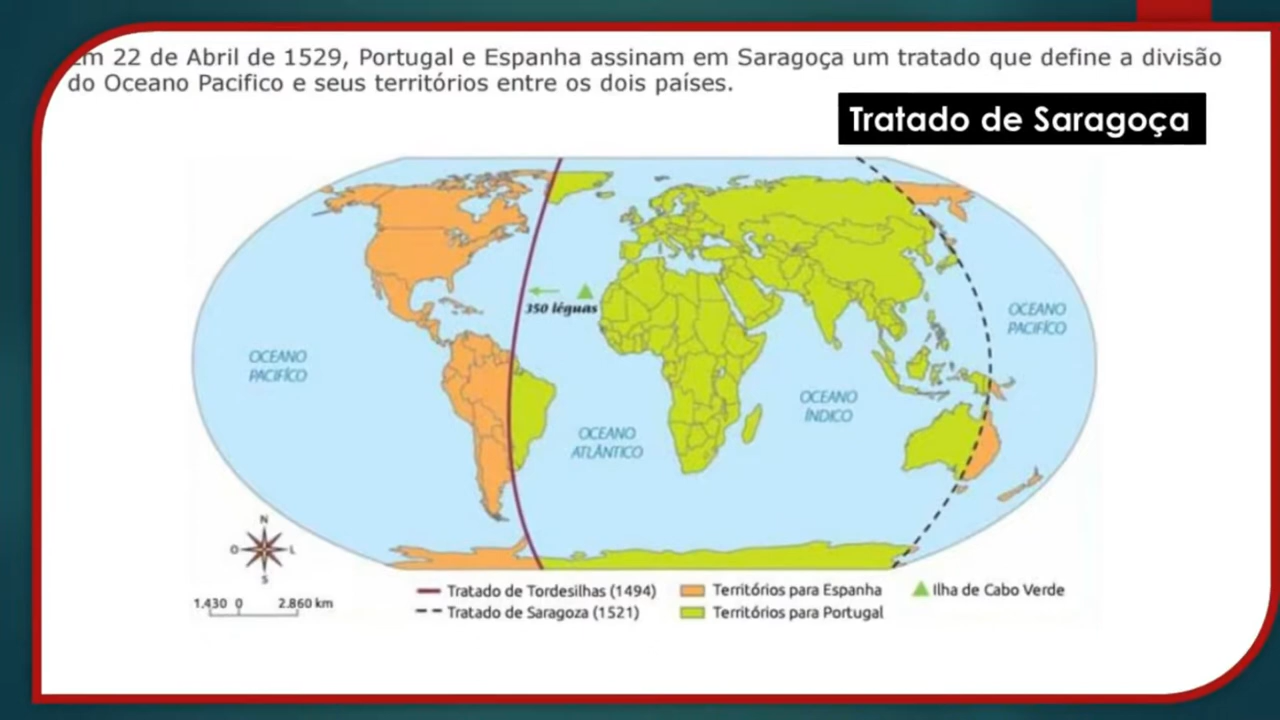 Em 22 de Abril de 1529, Portugal e Espanha assinam em Saragoça um tratado que define a divisão
do Oceano Pacifico e seus territórios entre os dois países.
Tratado de Saragoça
350 léguas
OCEANO
PACIFÍCO
OCEANO
PACIFÍCO
OCEANO
ÍNDICO
OCEANO
ATLÂNTICO
N
O
L
S
1.430 0 2.860 km
Tratado de Tordesilhas (1494)
Tratado de Saragoza (1521)
Territórios para Espanha
Territórios para Portugal
Ilha de Cabo Verde